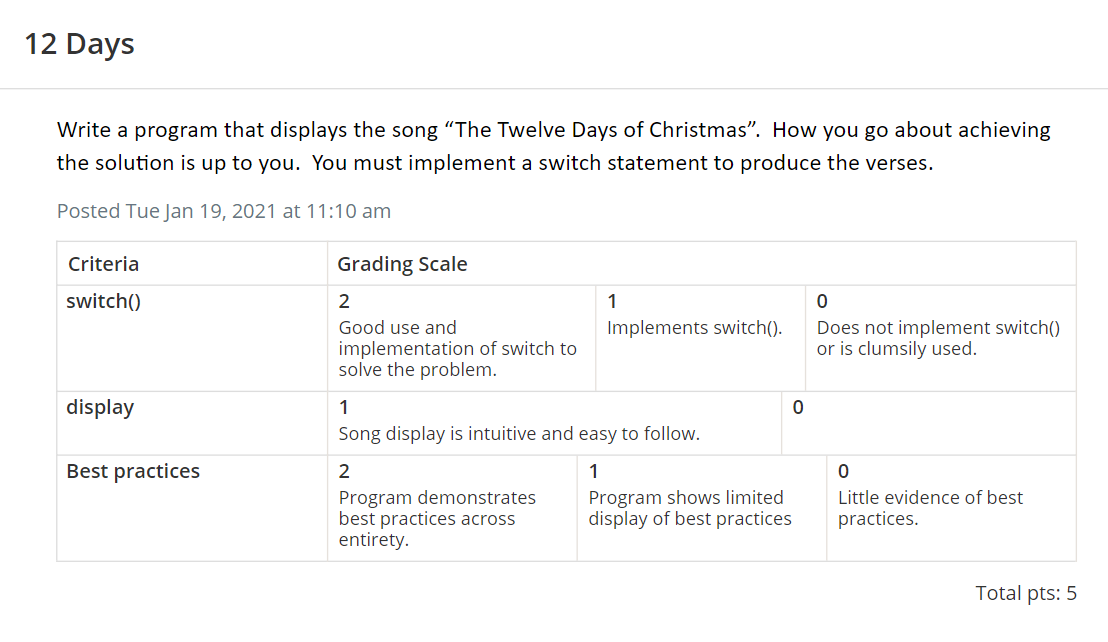 12 Days
Write a program that displays the song “The Twelve Days of Christmas”.  How you go about achieving
the solution is up to you.  You must implement a switch statement to produce the verses.
Posted Tue Jan 19, 2021 at 11:10 am
Criteria
Grading Scale
switch()
2
Good use and
implementation of switch to
solve the problem.
1
Implements switch().
0
Does not implement switch()
or is clumsily used.
display
1
Song display is intuitive and easy to follow.
0
Best practices
2
Program demonstrates
best practices across
entirety.
1
Program shows limited
display of best practices
0
Little evidence of best
practices.
Total pts: 5